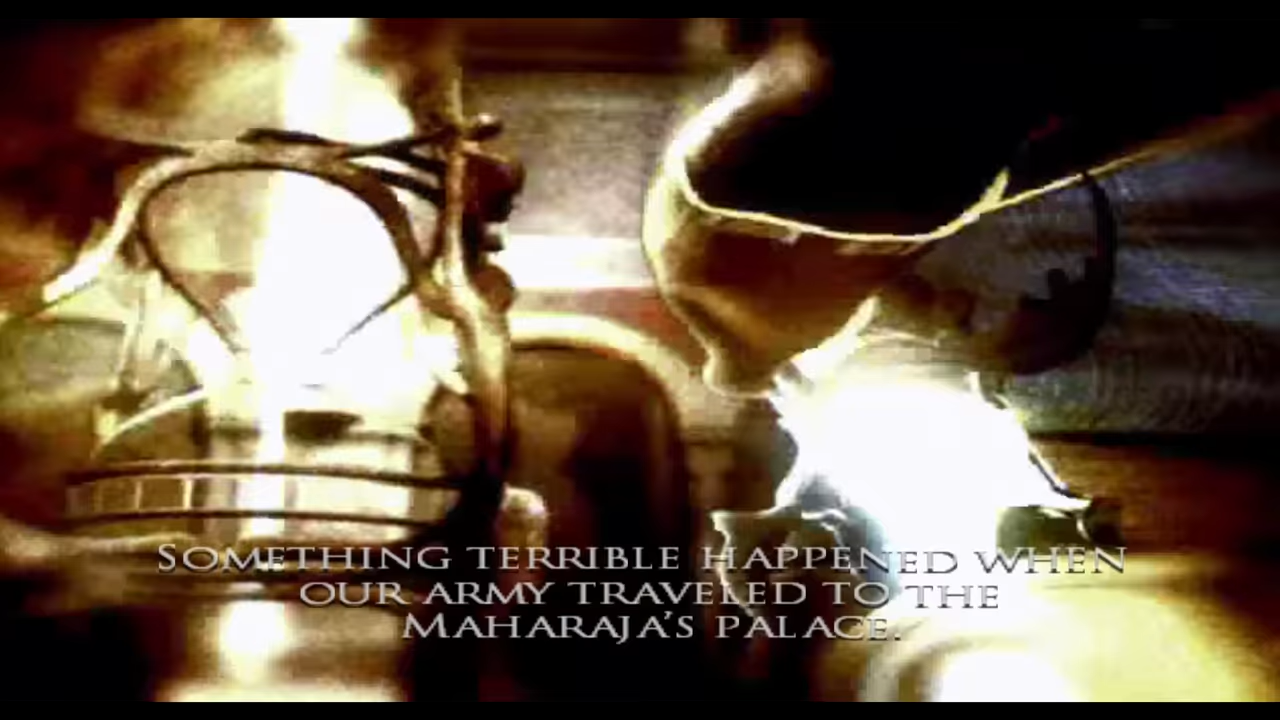 Something terrible happened when
our army traveled to the
Maharaja's palace.